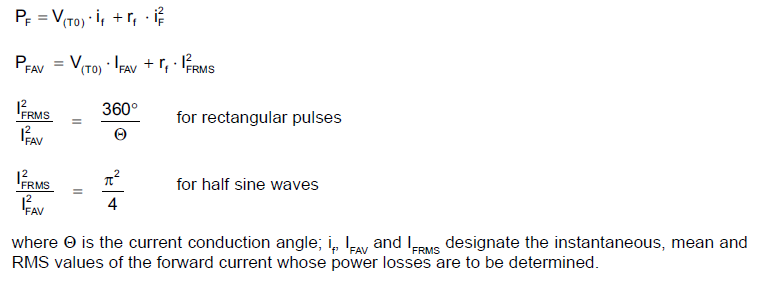 P_F = V_(T0) · i_f + r_f · i_F^2
P_FAV = V_(T0) · I_FAV + r_f · I_FRMS^2
I_FRMS^2 / I_FAV^2 = 360° / Θ for rectangular pulses
I_FRMS^2 / I_FAV^2 = π^2 / 4 for half sine waves
where Θ is the current conduction angle; i_f, I_FAV and I_FRMS designate the instantaneous, mean and
RMS values of the forward current whose power losses are to be determined.